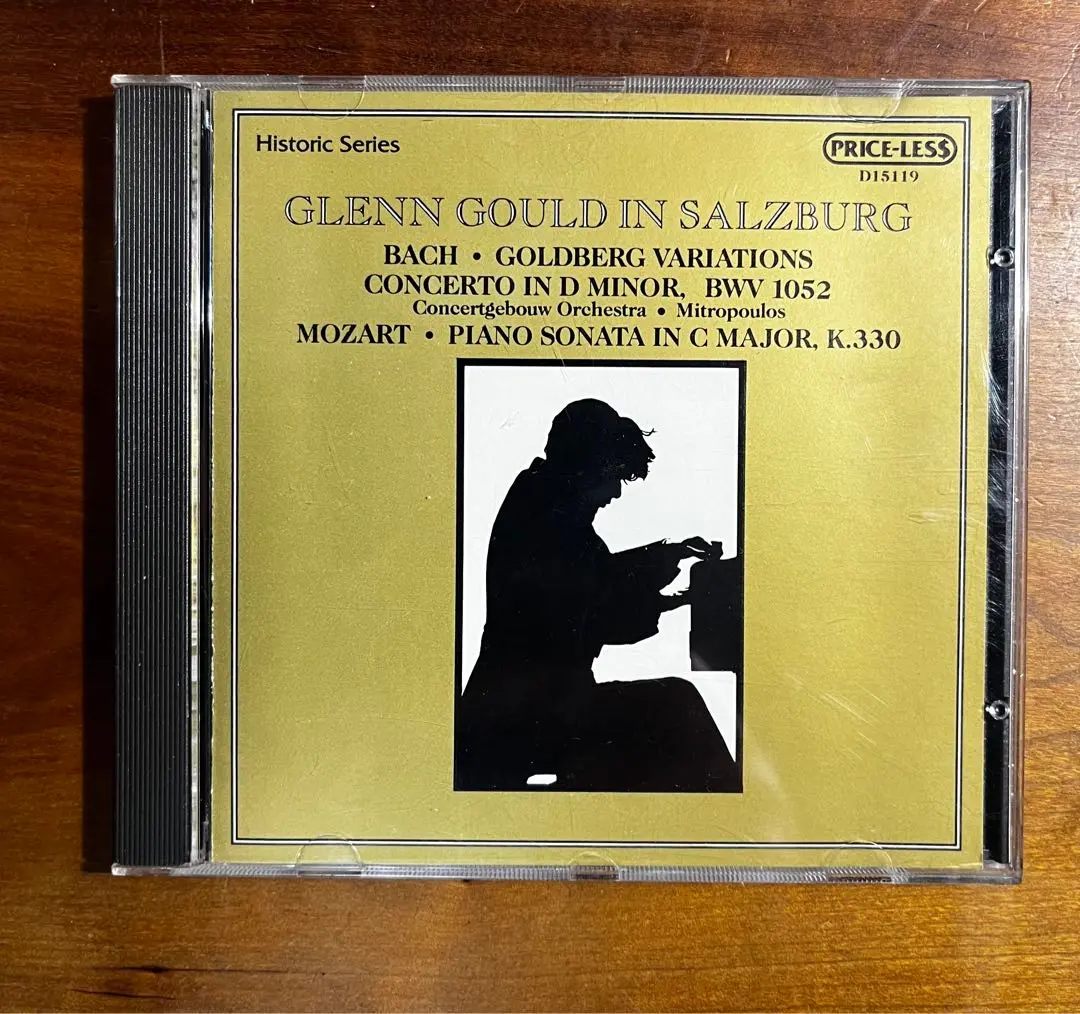 Historic Series
PRICE-LES$
D15119
GLENN GOULD IN SALZBURG
BACH • GOLDBERG VARIATIONS
CONCERTO IN D MINOR, BWV 1052
Concertgebouw Orchestra • Mitropoulos
MOZART • PIANO SONATA IN C MAJOR, K.330